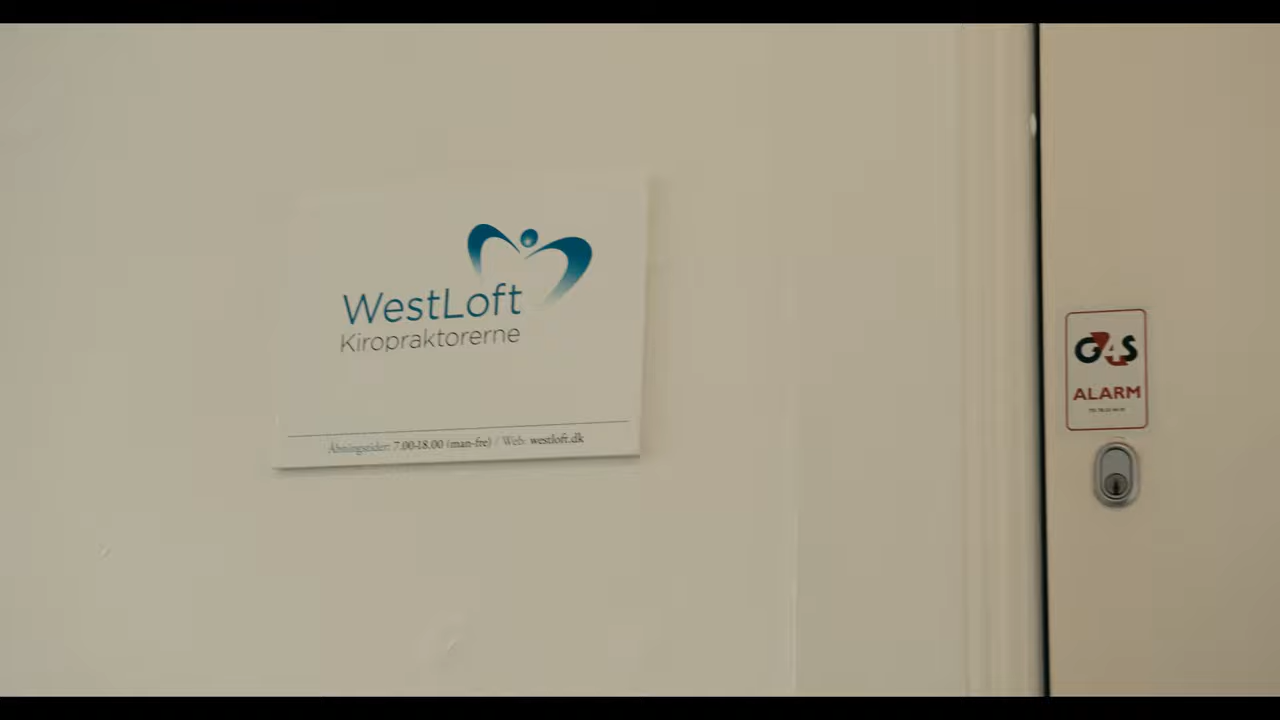 WestLoft
Kiropraktorerne
Åbningstider: 7.00-18.00 (man-fre) / Web: westloft.dk
G4S
ALARM